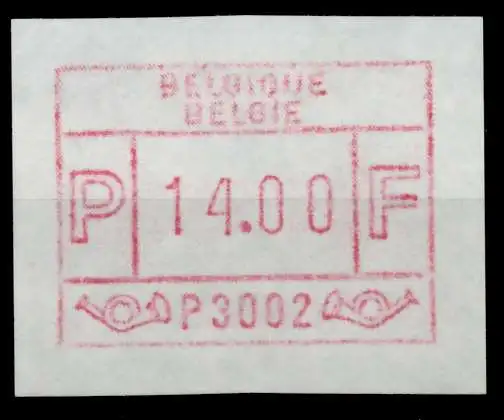 BELGIQUE
BELGIE
P 14.00 F
P3002